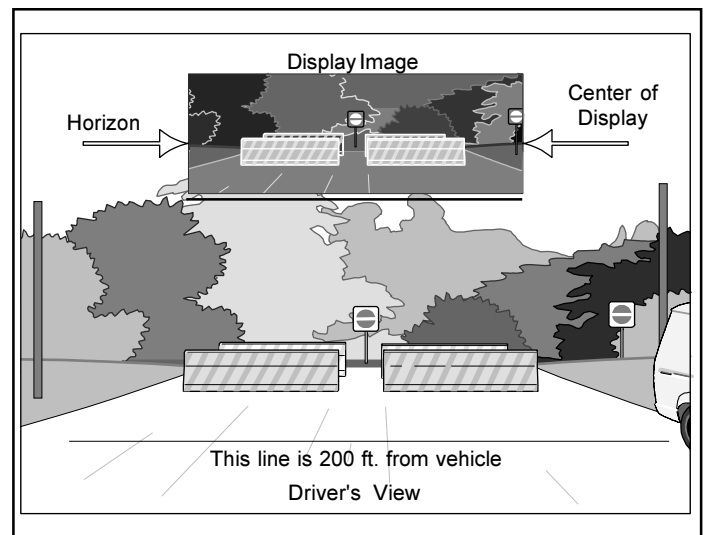 Display Image
Horizon
Center of
Display
This line is 200 ft. from vehicle
Driver's View